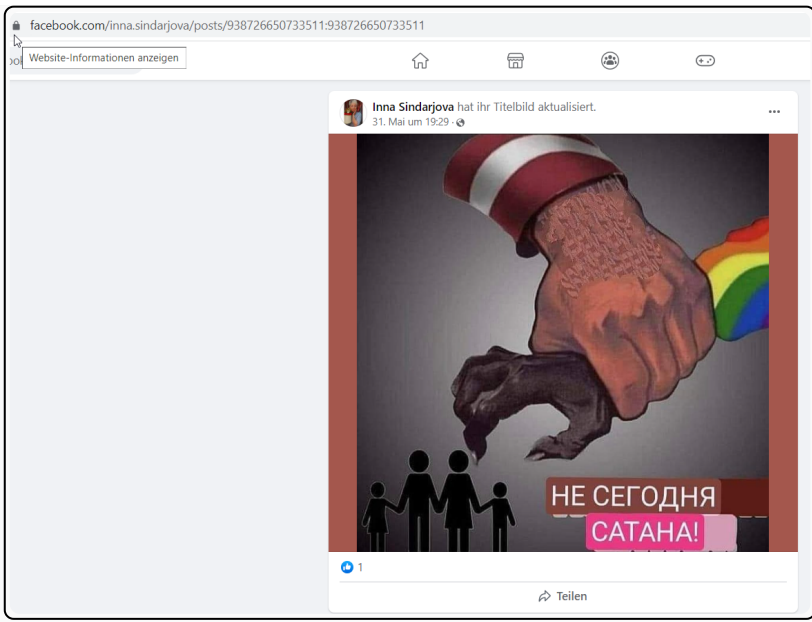 facebook.com/inna.sindarjova/posts/938726650733511:938726650733511
Website-Informationen anzeigen
Inna Sindarjova hat ihr Titelbild aktualisiert.
31. Mai um 19:29 ·
НЕ СЕГОДНЯ
САТАНА!
1
Teilen